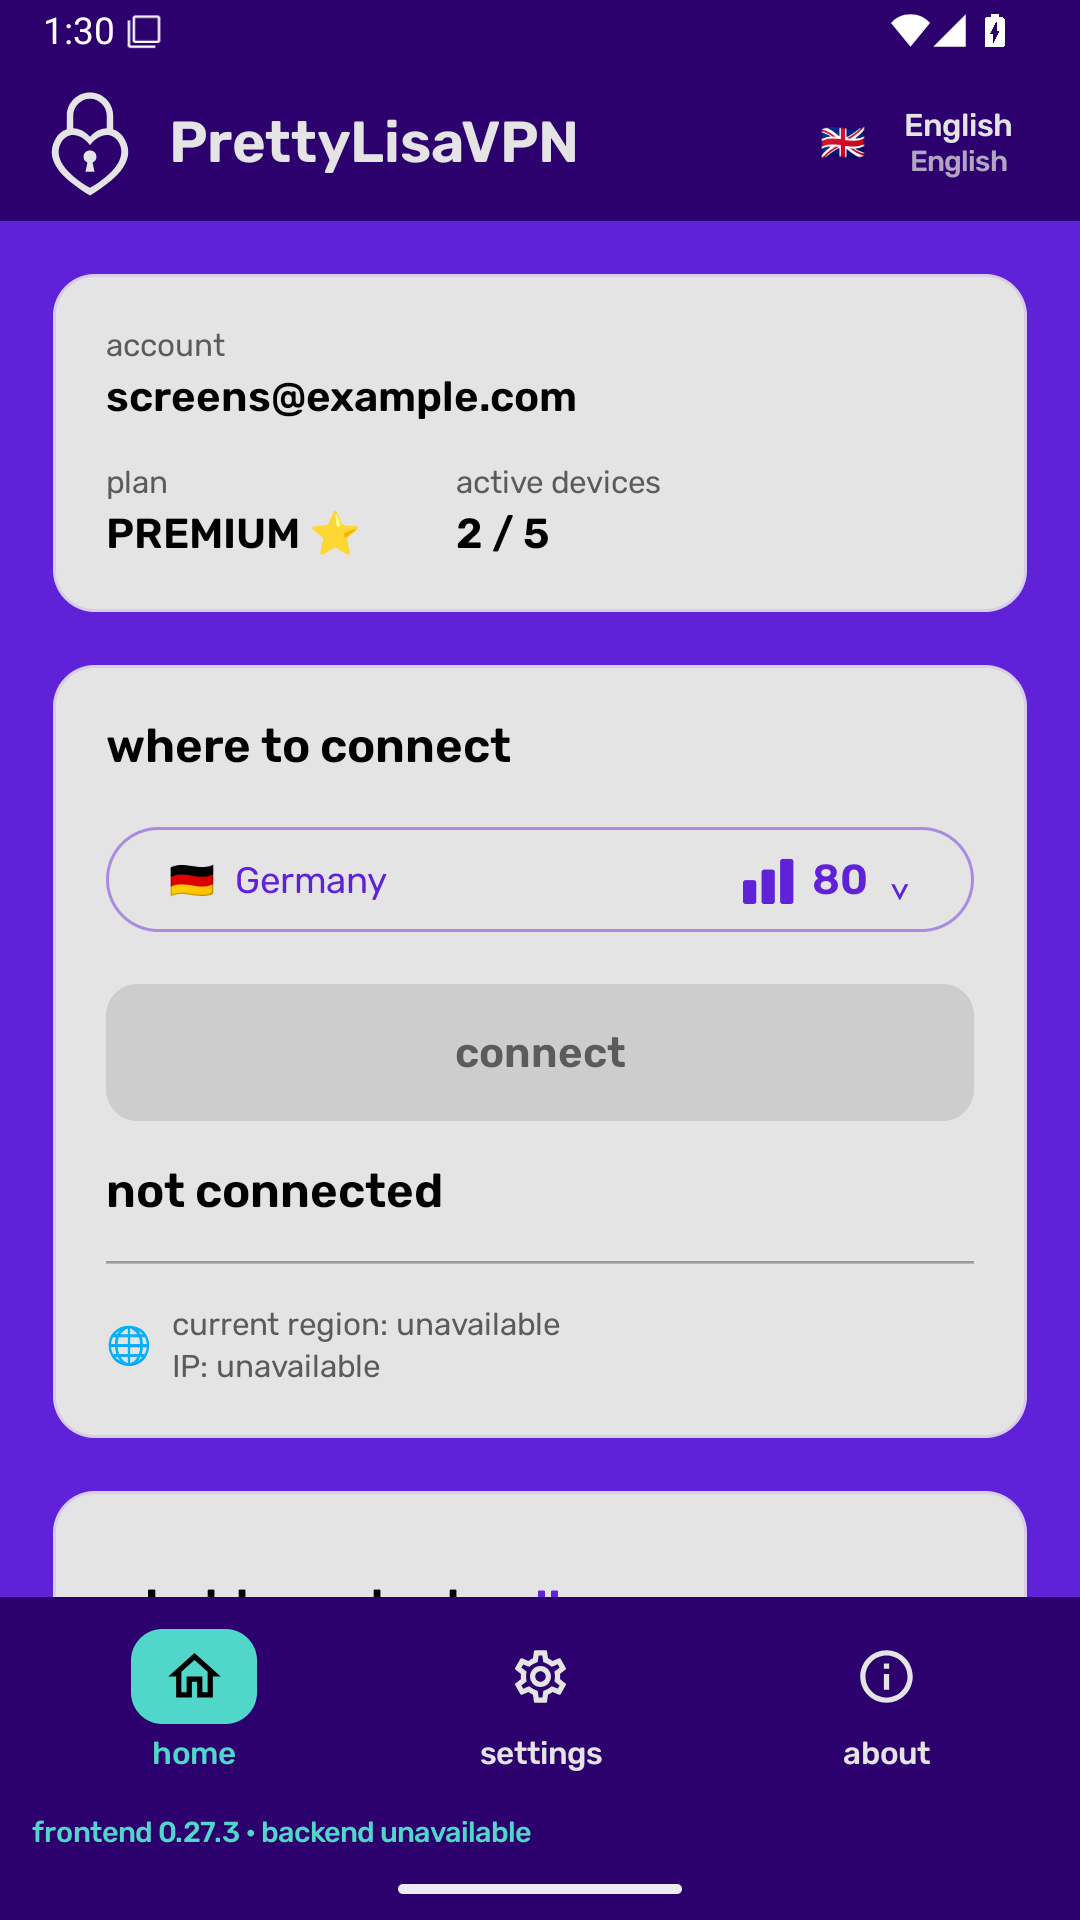 1:30
PrettyLisaVPN
English
English
account
screens@example.com
plan
active devices
PREMIUM
2 / 5
where to connect
Germany
80
connect
not connected
current region: unavailable
IP: unavailable
home
settings
about
frontend 0.27.3 • backend unavailable